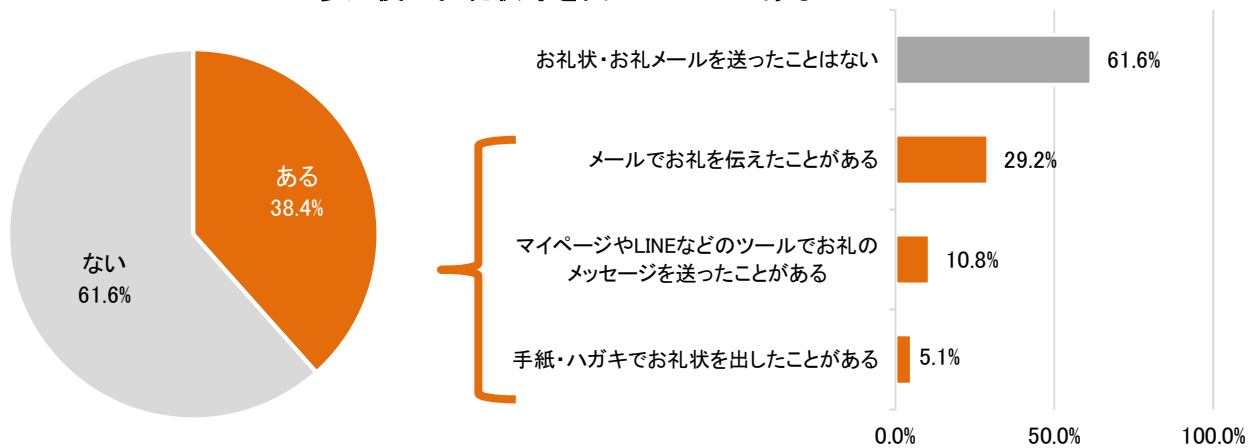 ある
38.4%
ない
61.6%
お礼状・お礼メールを送ったことはない
61.6%
メールでお礼を伝えたことがある
29.2%
マイページやLINEなどのツールでお礼の
メッセージを送ったことがある
10.8%
手紙・ハガキでお礼状を出したことがある
5.1%
0.0%
50.0%
100.0%